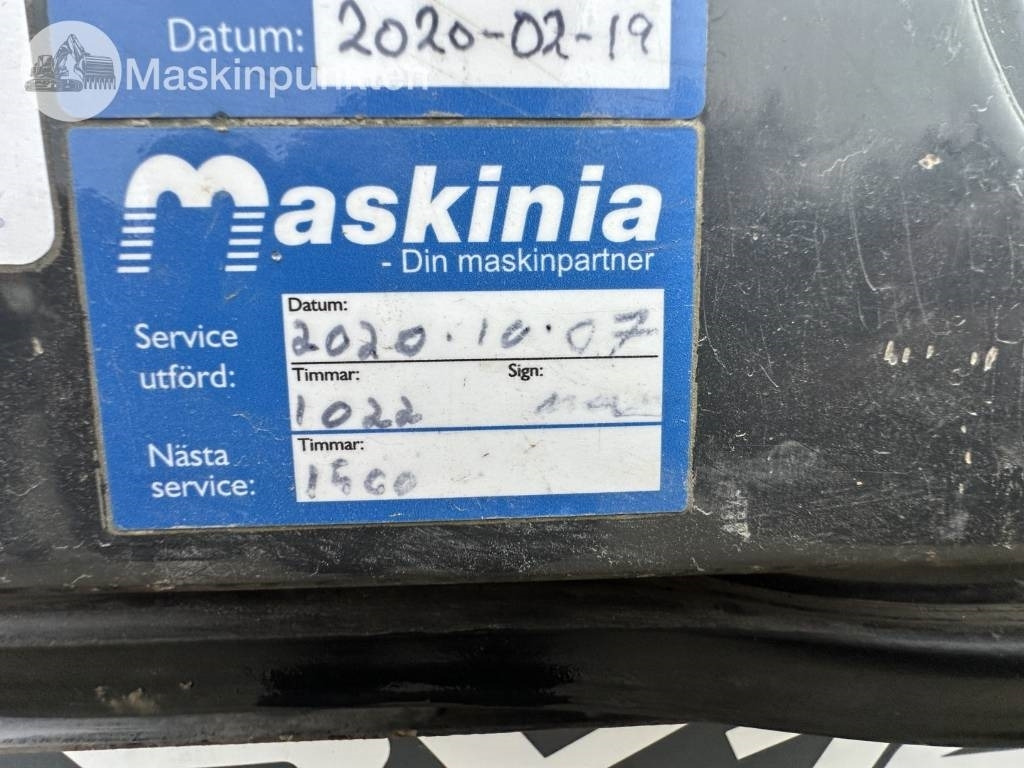 Datum: 2020-02-19
Maskinpunkten
Maskinia
- Din maskinpartner
Service utförd:
Datum:
2020.10.07
Timmar: Sign:
1022
Nästa service:
Timmar:
1500